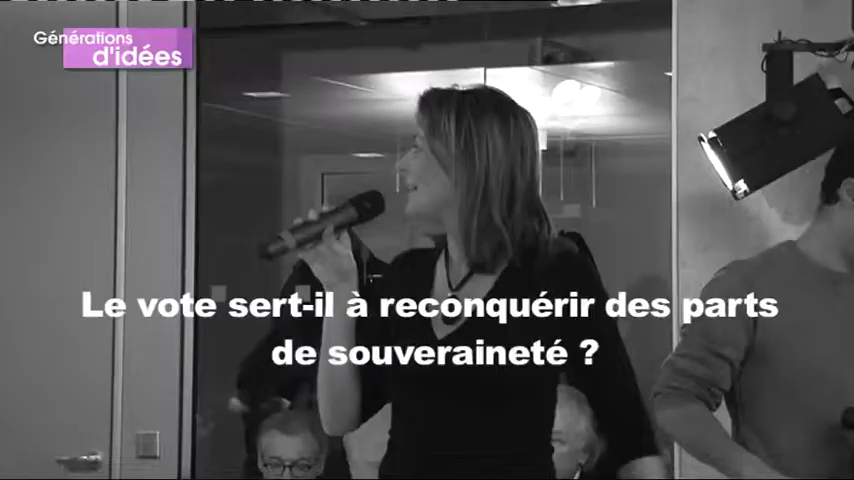 Générations
d'idées
Le vote sert-il à reconquérir des parts
de souveraineté ?